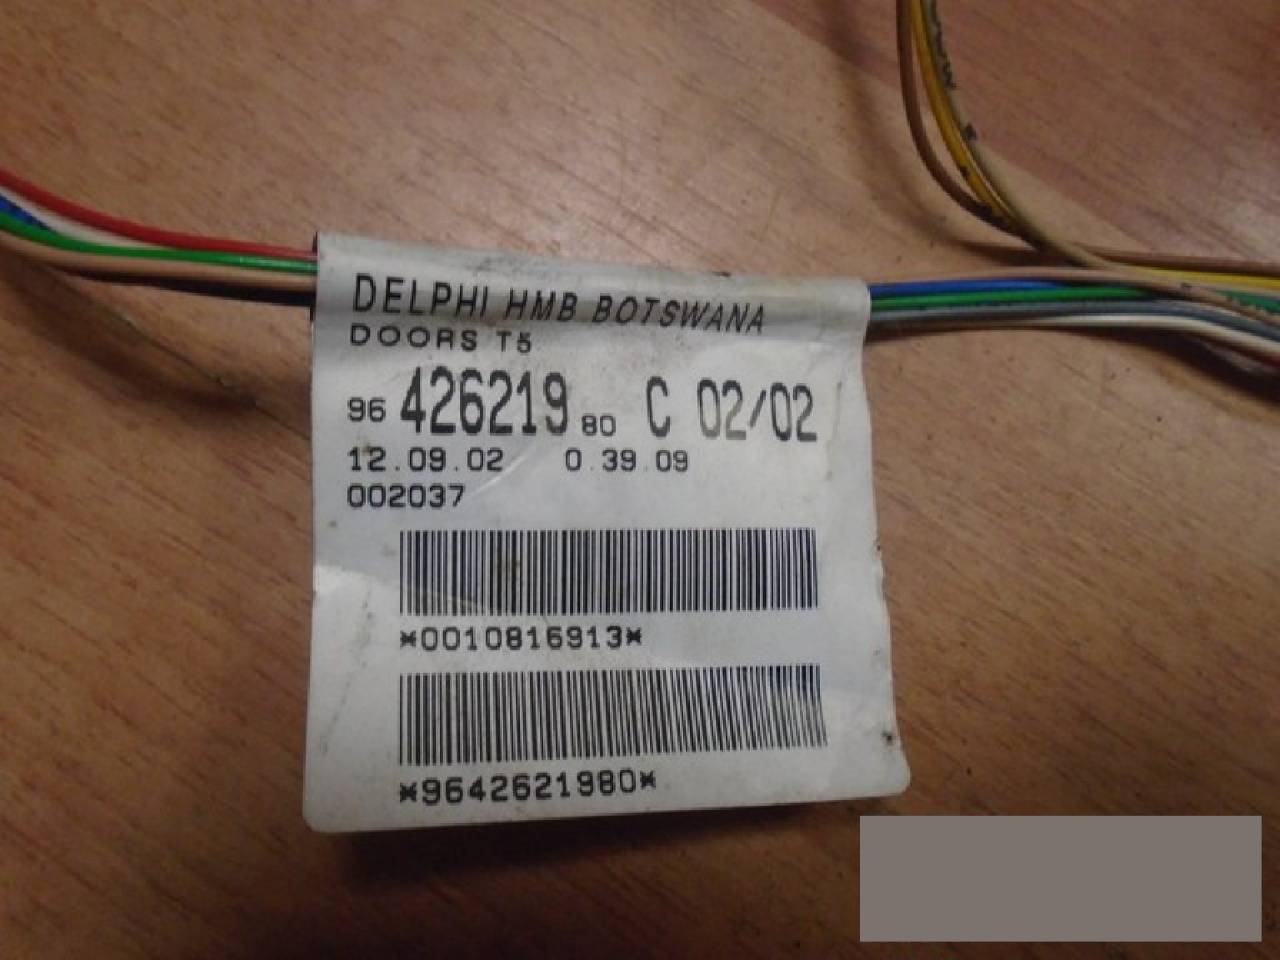 DELPHI HMB BOTSWANA
DOORS T5
96 426219 80 C 02/02
12.09.02 0.39.09
002037
*0010816913*
*9642621980*